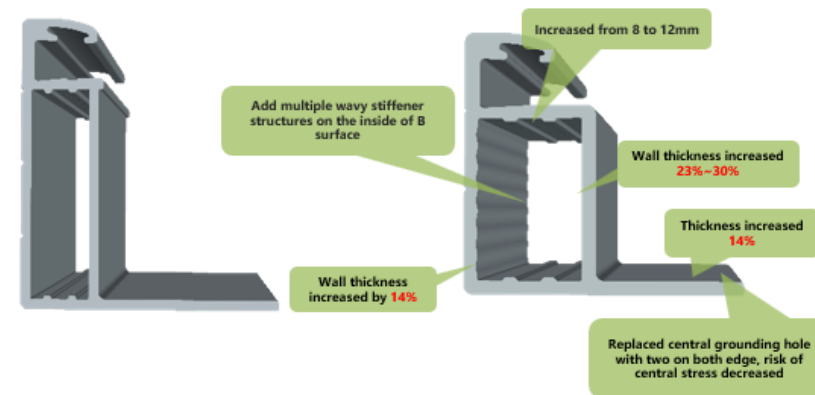 Increased from 8 to 12mm
Add multiple wavy stiffener
structures on the inside of B
surface
Wall thickness increased
23%~30%
Thickness increased
14%
Wall thickness
increased by 14%
Replaced central grounding hole
with two on both edge, risk of
central stress decreased